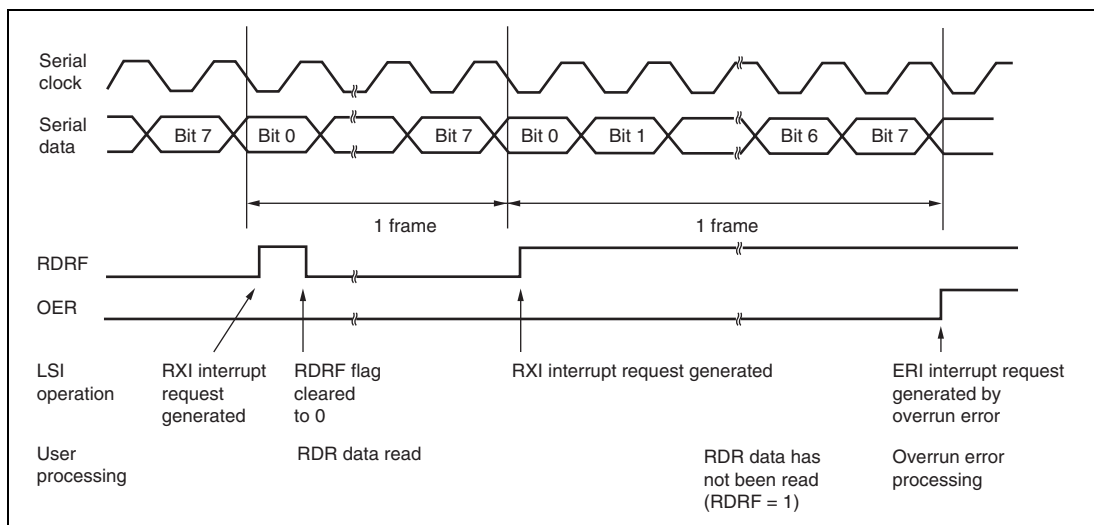 Serial
clock
Serial
data
Bit 7
Bit 0
Bit 7
Bit 0
Bit 1
Bit 6
Bit 7
1 frame
1 frame
RDRF
OER
LSI
operation
RXI interrupt
request
generated
RDRF flag
cleared
to 0
RXI interrupt request generated
ERI interrupt request
generated by
overrun error
User
processing
RDR data read
RDR data has
not been read
(RDRF = 1)
Overrun error
processing